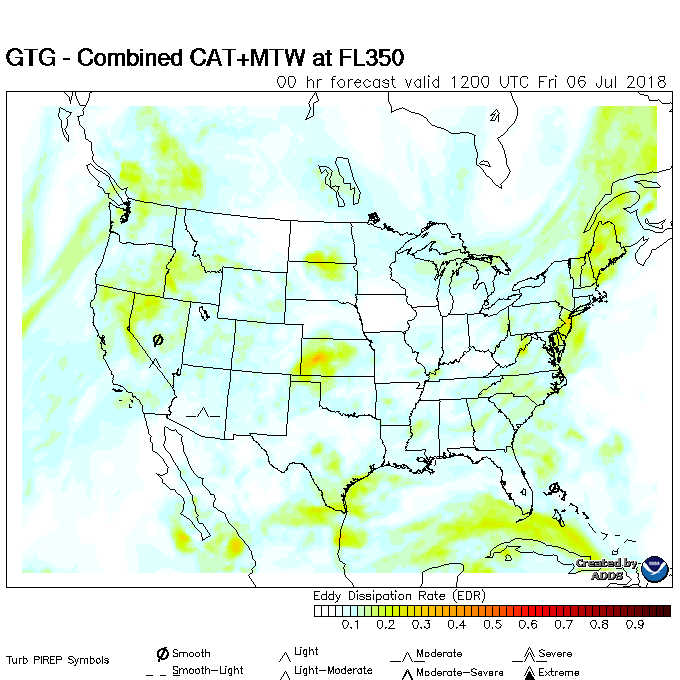 GTG - Combined CAT+MTW at FL350
00 hr forecast valid 1200 UTC Fri 06 Jul 2018
Created by
ADDS
Eddy Dissipation Rate (EDR)
0.1 0.2 0.3 0.4 0.5 0.6 0.7 0.8 0.9
Turb PIREP Symbols
Smooth
Light
Moderate
Severe
Smooth-Light
Light-Moderate
Moderate-Severe
Extreme